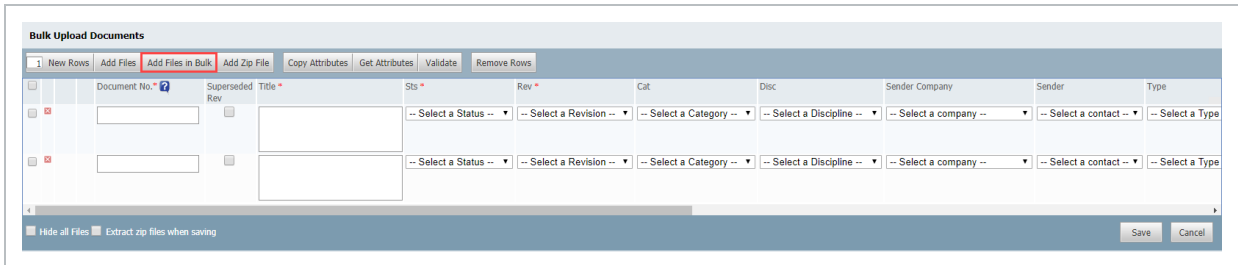 Bulk Upload Documents
1 New Rows Add Files Add Files in Bulk Add Zip File Copy Attributes Get Attributes Validate Remove Rows
Document No.* ? Superseded Rev Title * Sts * Rev * Cat Disc Sender Company Sender Type
-- Select a Status -- -- Select a Revision -- -- Select a Category -- -- Select a Discipline -- -- Select a company -- -- Select a contact -- -- Select a Type
-- Select a Status -- -- Select a Revision -- -- Select a Category -- -- Select a Discipline -- -- Select a company -- -- Select a contact -- -- Select a Type
Hide all Files Extract zip files when saving Save Cancel